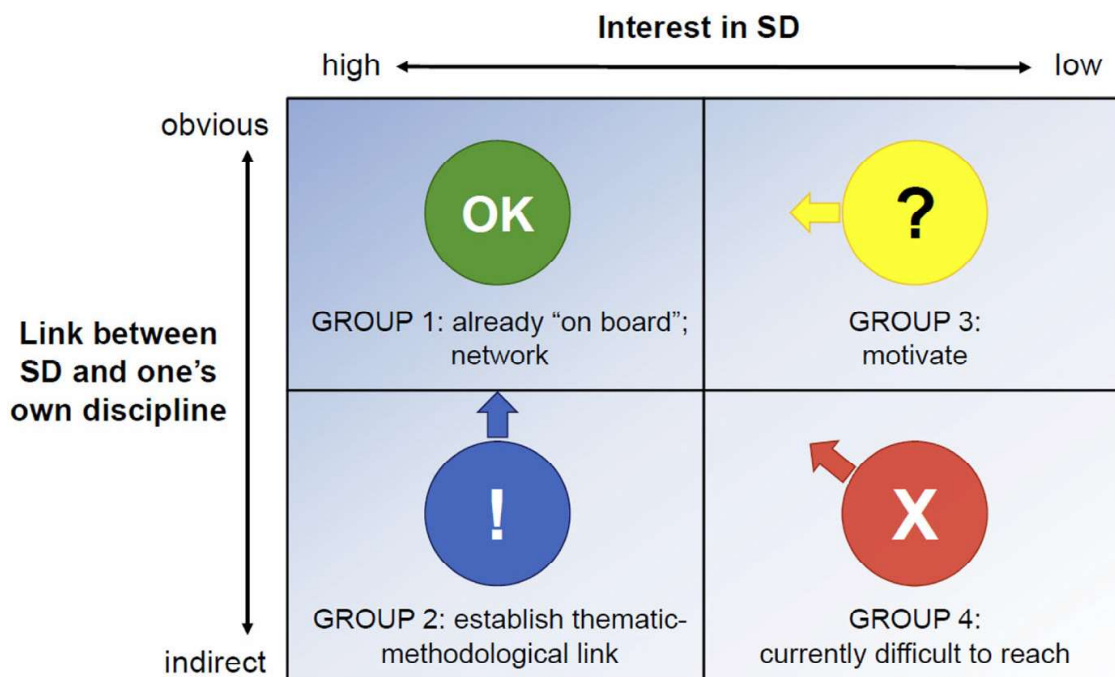 Interest in SD
high
low
obvious
OK
?
GROUP 1: already “on board”;
network
GROUP 3:
motivate
Link between
SD and one’s
own discipline
!
X
GROUP 2: establish thematic-
methodological link
GROUP 4:
currently difficult to reach
indirect